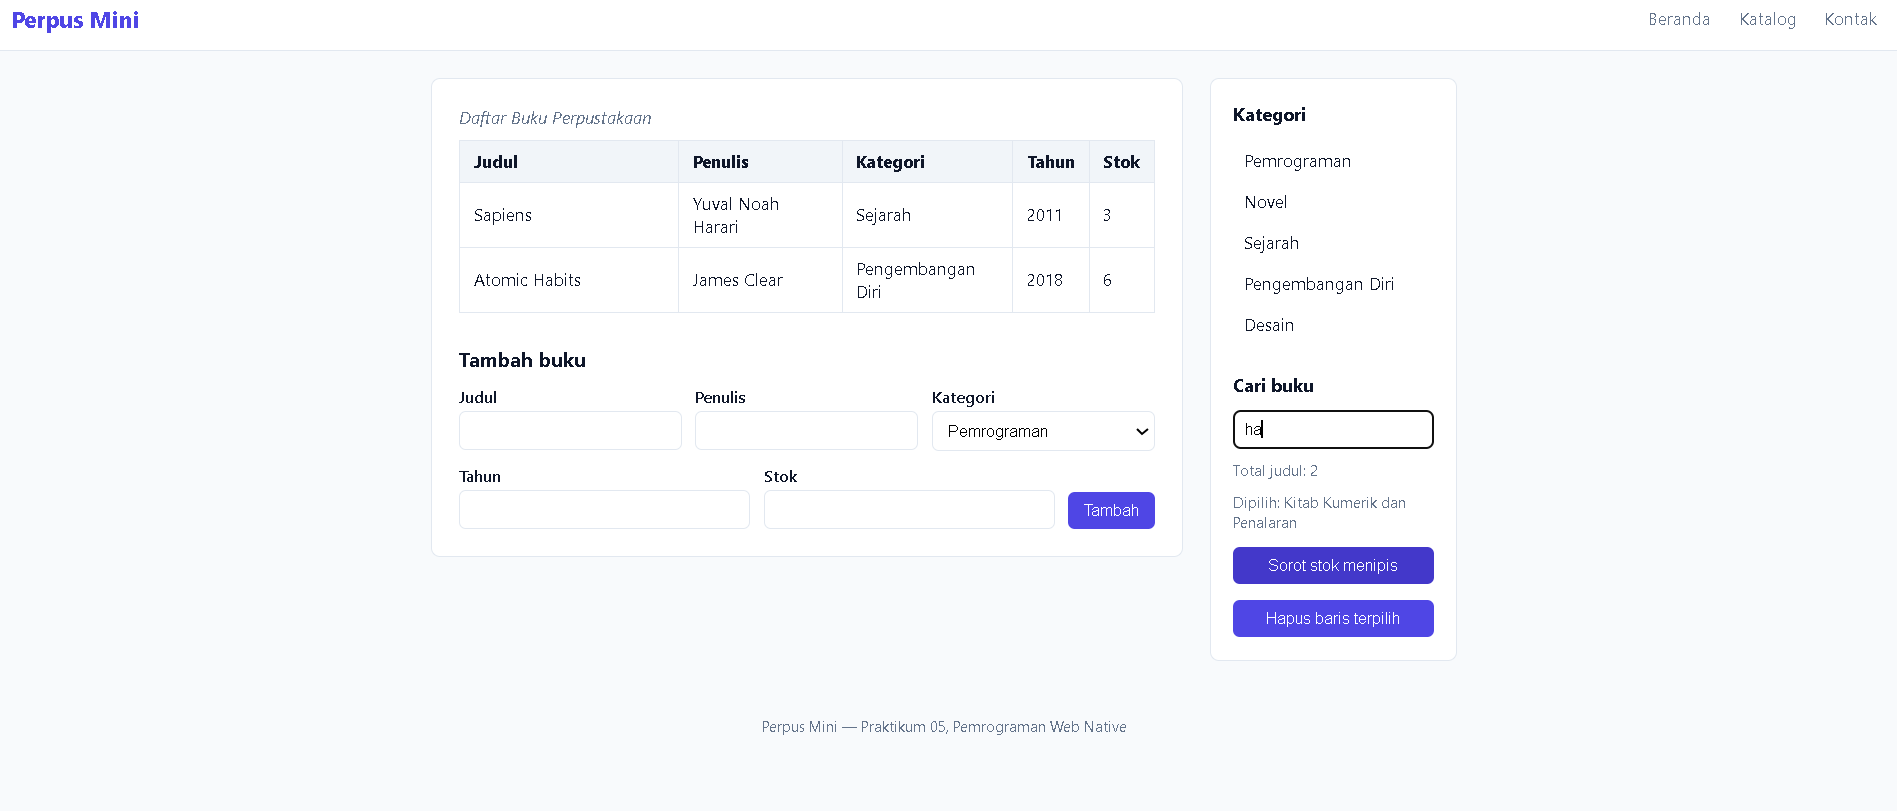 Perpus Mini
Beranda Katalog Kontak
Daftar Buku Perpustakaan
Judul Penulis Kategori Tahun Stok
Sapiens Yuval Noah Harari Sejarah 2011 3
Atomic Habits James Clear Pengembangan Diri 2018 6
Tambah buku
Judul Penulis Kategori
Pemrograman
Tahun Stok
Tambah
Kategori
Pemrograman
Novel
Sejarah
Pengembangan Diri
Desain
Cari buku
ha
Total judul: 2
Dipilih: Kitab Kumerik dan
Penalaran
Sorot stok menipis
Hapus baris terpilih
Perpus Mini — Praktikum 05, Pemrograman Web Native